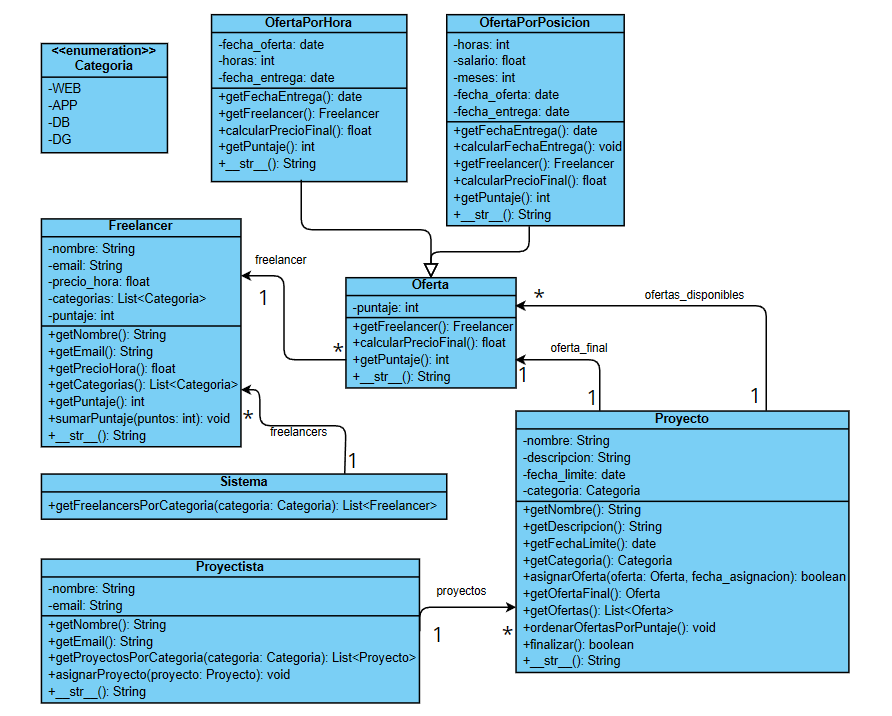 <<enumeration>>
Categoria
-WEB
-APP
-DB
-DG
OfertaPorHora
-fecha_oferta: date
-horas: int
-fecha_entrega: date
+getFechaEntrega(): date
+getFreelancer(): Freelancer
+calcularPrecioFinal(): float
+getPuntaje(): int
+__str__(): String
OfertaPorPosicion
-horas: int
-salario: float
-meses: int
-fecha_oferta: date
-fecha_entrega: date
+getFechaEntrega(): date
+calcularFechaEntrega(): void
+getFreelancer(): Freelancer
+calcularPrecioFinal(): float
+getPuntaje(): int
+__str__(): String
Freelancer
-nombre: String
-email: String
-precio_hora: float
-categorias: List<Categoria>
-puntaje: int
+getNombre(): String
+getEmail(): String
+getPrecioHora(): float
+getCategorias(): List<Categoria>
+getPuntaje(): int
+sumarPuntaje(puntos: int): void
+__str__(): String
freelancer
1
*
Oferta
-puntaje: int
+getFreelancer(): Freelancer
+calcularPrecioFinal(): float
+getPuntaje(): int
+__str__(): String
*
ofertas_disponibles
1
oferta_final
1
1
*
freelancers
1
Sistema
+getFreelancersPorCategoria(categoria: Categoria): List<Freelancer>
Proyecto
-nombre: String
-descripcion: String
-fecha_limite: date
-categoria: Categoria
+getNombre(): String
+getDescripcion(): String
+getFechaLimite(): date
+getCategoria(): Categoria
+asignarOferta(oferta: Oferta, fecha_asignacion): boolean
+getOfertaFinal(): Oferta
+getOfertas(): List<Oferta>
+ordenarOfertasPorPuntaje(): void
+finalizar(): boolean
+__str__(): String
Proyectista
-nombre: String
-email: String
+getNombre(): String
+getEmail(): String
+getProyectosPorCategoria(categoria: Categoria): List<Proyecto>
+asignarProyecto(proyecto: Proyecto): void
+__str__(): String
proyectos
1
*